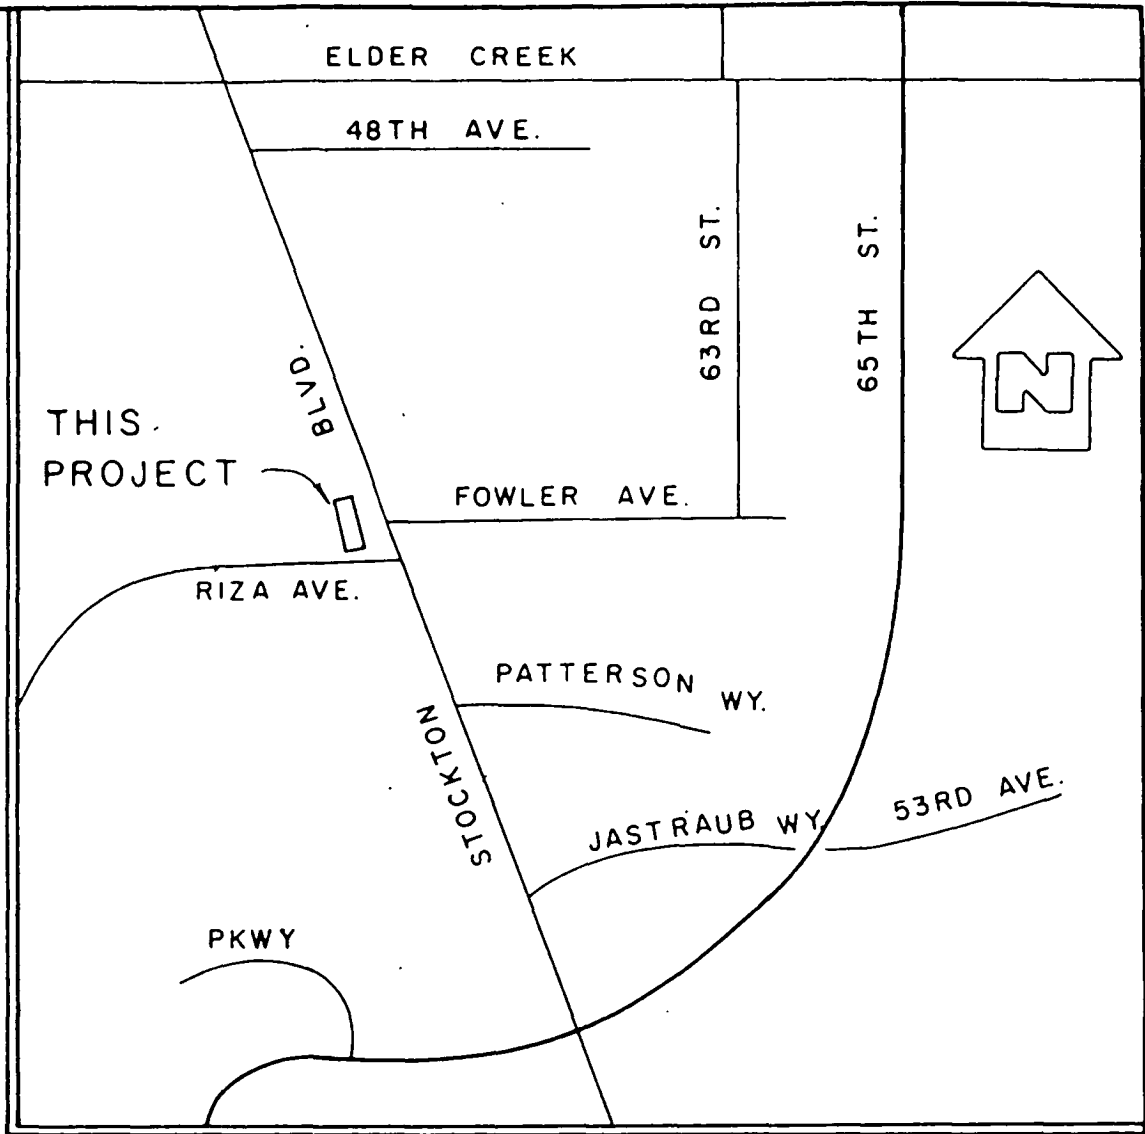 ELDER CREEK
48TH AVE.
63RD ST.
65TH ST.
N
BLVD.
THIS
PROJECT
FOWLER AVE.
RIZA AVE.
PATTERSON WY.
STOCKTON
53RD AVE.
JASTRAUB WY.
PKWY